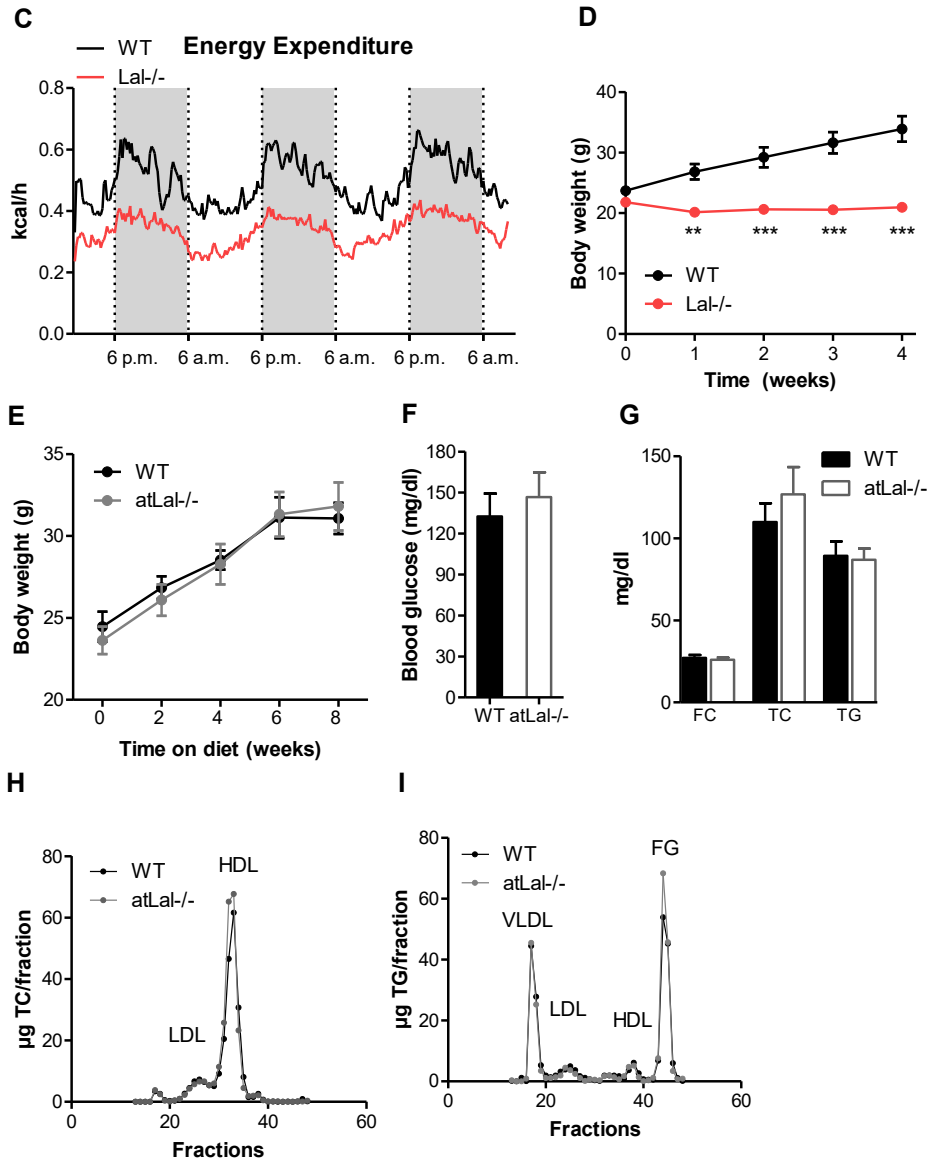 C
Energy Expenditure
WT
Lal-/-
0.8
0.6
0.4
0.2
0.0
kcal/h
6 p.m. 6 a.m. 6 p.m. 6 a.m. 6 p.m. 6 a.m.
D
40
30
20
10
0
Body weight (g)
** *** *** ***
WT
Lal-/-
0 1 2 3 4
Time (weeks)
E
35
30
25
20
Body weight (g)
WT
atLal-/-
0 2 4 6 8
Time on diet (weeks)
F
180
150
120
90
60
30
0
Blood glucose (mg/dl)
WT atLal-/-
G
150
100
50
0
mg/dl
WT
atLal-/-
FC TC TG
H
80
60
40
20
0
µg TC/fraction
WT
atLal-/-
HDL
LDL
0 20 40 60
Fractions
I
80
60
40
20
0
µg TG/fraction
WT
atLal-/-
FG
VLDL
LDL
HDL
0 20 40 60
Fractions